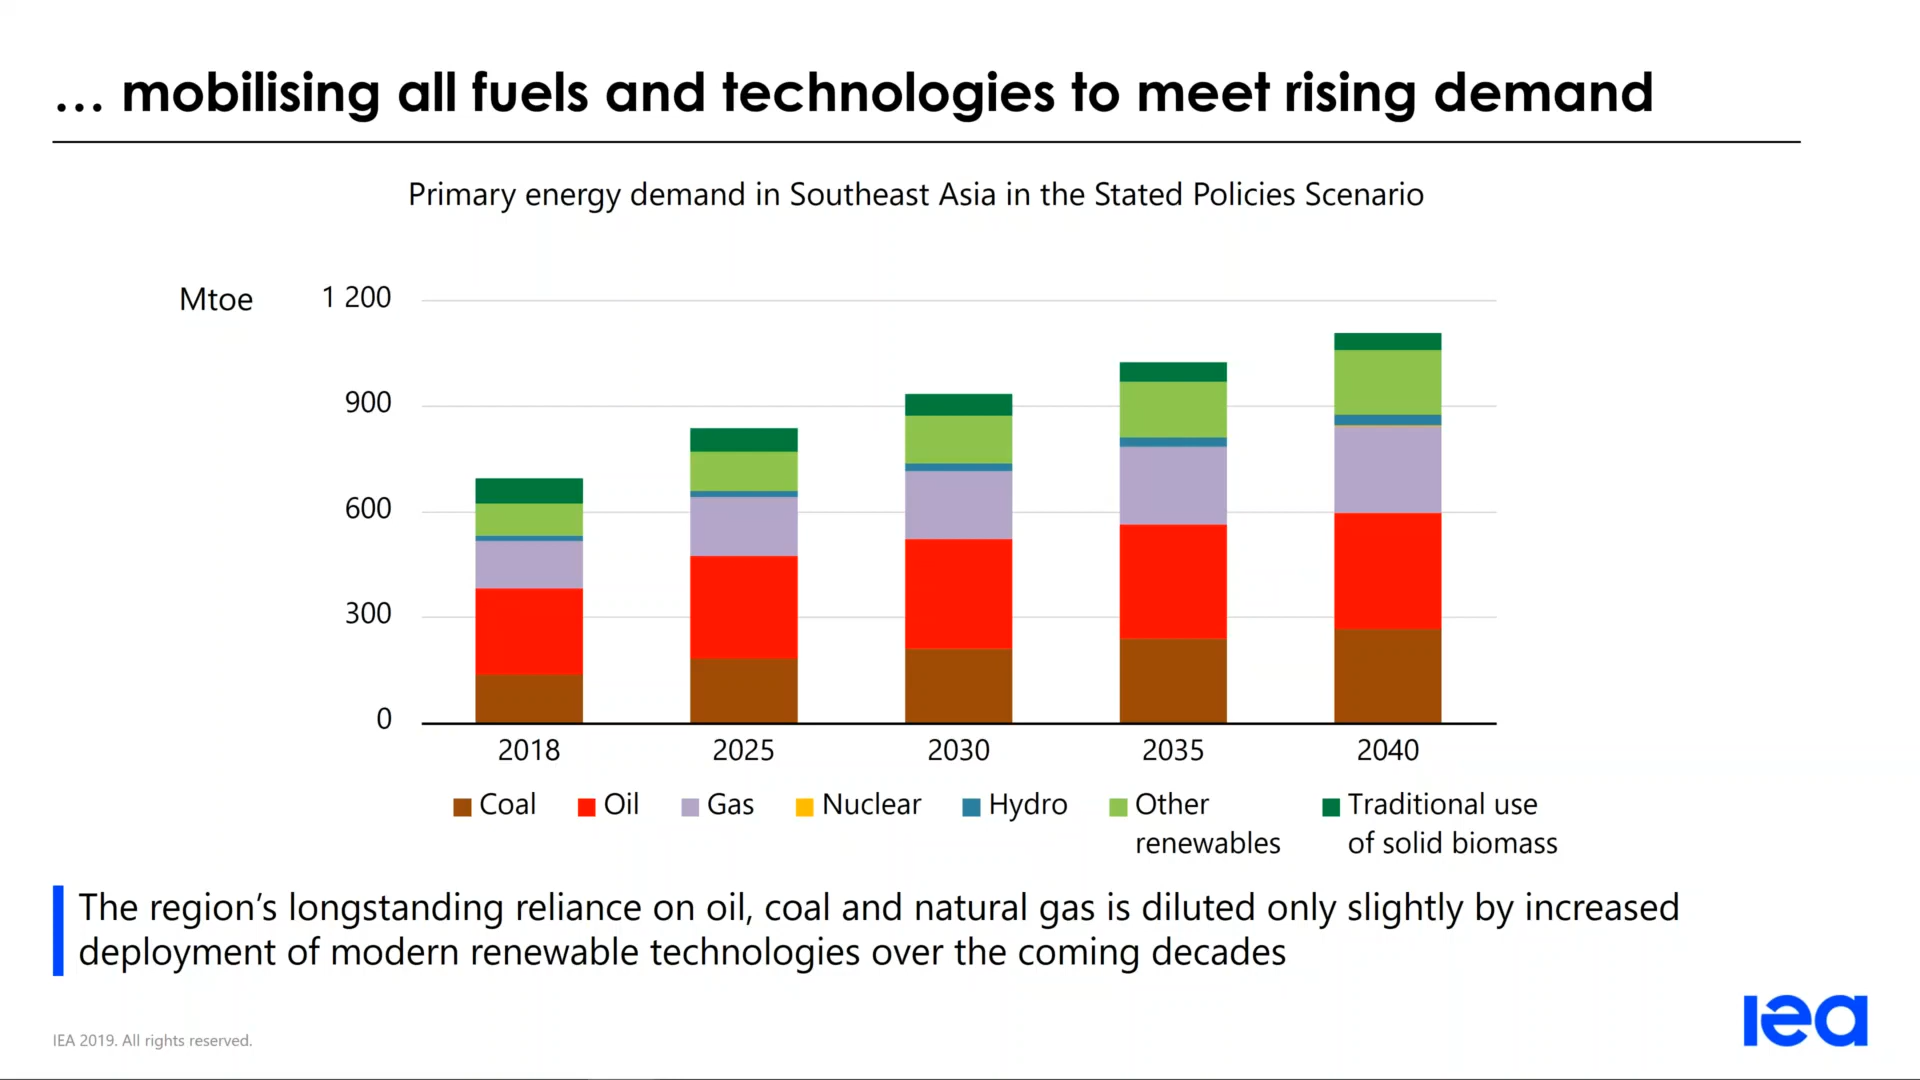 ... mobilising all fuels and technologies to meet rising demand
Primary energy demand in Southeast Asia in the Stated Policies Scenario
Mtoe
1 200
900
600
300
0
2018 2025 2030 2035 2040
Coal Oil Gas Nuclear Hydro Other renewables Traditional use of solid biomass
The region’s longstanding reliance on oil, coal and natural gas is diluted only slightly by increased
deployment of modern renewable technologies over the coming decades
IEA 2019. All rights reserved.
iea